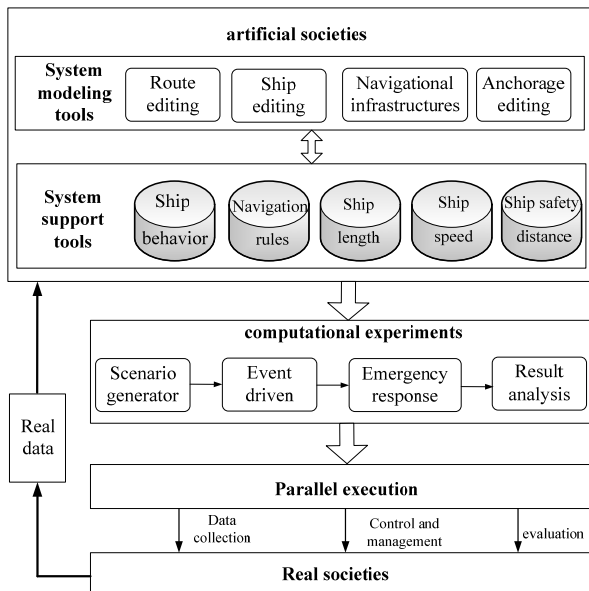 artificial societies
System
modeling
tools
Route
editing
Ship
editing
Navigational
infrastructures
Anchorage
editing
System
support
tools
Ship
behavior
Navigation
rules
Ship
length
Ship
speed
Ship safety
distance
computational experiments
Scenario
generator
Event
driven
Emergency
response
Result
analysis
Real
data
Parallel execution
Data
collection
Control and
management
evaluation
Real societies